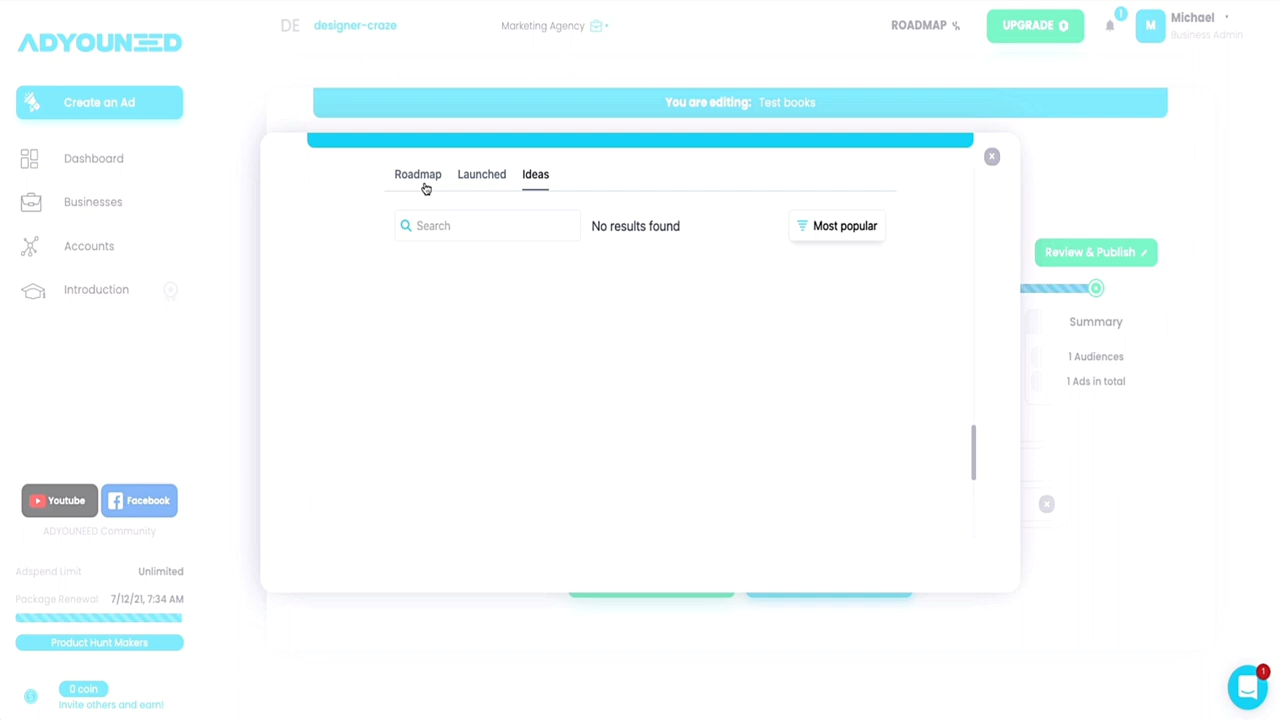 ADYOUNEED
DE designer-craze
Marketing Agency
ROADMAP
UPGRADE
1
M
Michael
Business Admin
Create an Ad
Dashboard
Businesses
Accounts
Introduction
You are editing: Test books
Roadmap Launched Ideas
x
Search
No results found
Most popular
Review & Publish
Summary
1 Audiences
1 Ads in total
x
Youtube
Facebook
ADYOUNEED Community
Adspend Limit Unlimited
Package Renewal 7/12/21, 7:34 AM
Product Hunt Makers
0 coin
Invite others and earn!
1